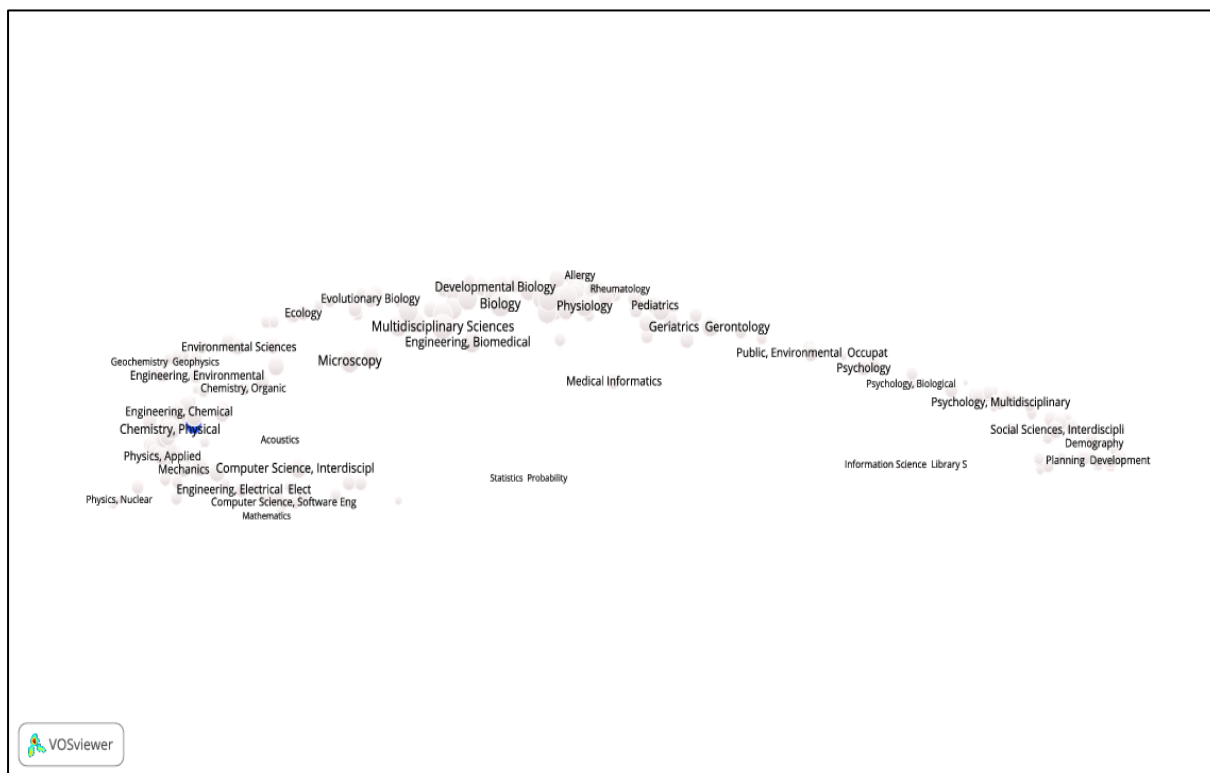 Allergy
Developmental Biology
Rheumatology
Evolutionary Biology
Biology
Physiology
Pediatrics
Ecology
Multidisciplinary Sciences
Geriatrics Gerontology
Engineering, Biomedical
Environmental Sciences
Public, Environmental Occupat
Geochemistry Geophysics
Microscopy
Psychology
Engineering, Environmental
Medical Informatics
Psychology, Biological
Chemistry, Organic
Psychology, Multidisciplinary
Engineering, Chemical
Chemistry, Physical
Social Sciences, Interdiscipli
Acoustics
Demography
Physics, Applied
Planning Development
Mechanics
Computer Science, Interdiscipl
Information Science Library S
Statistics Probability
Engineering, Electrical Elect
Physics, Nuclear
Computer Science, Software Eng
Mathematics
VOSviewer